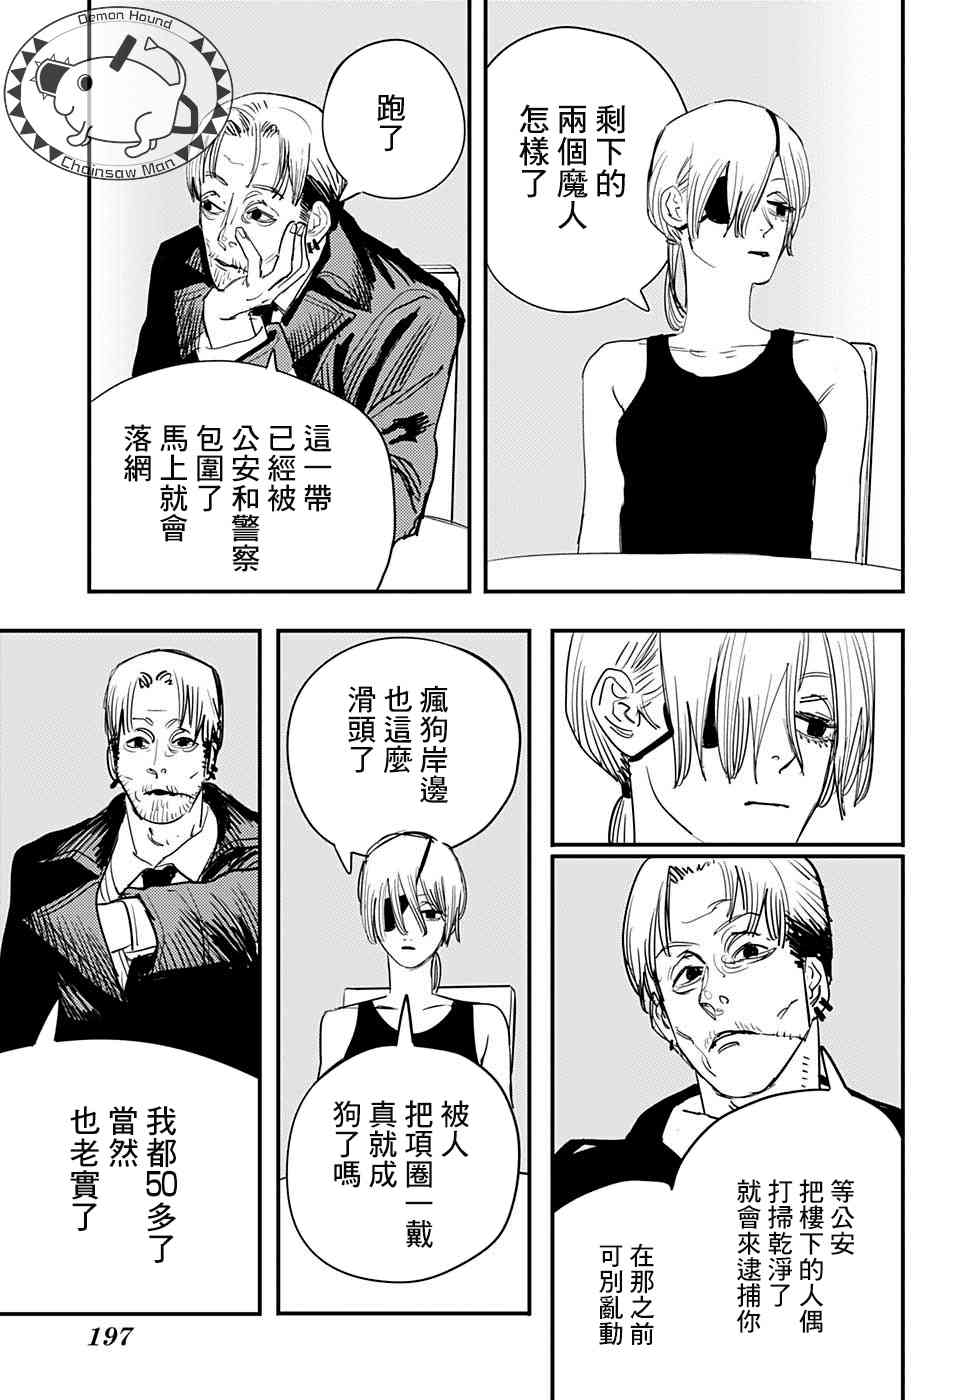 Demon Hound
Chainsaw Man
剩下的
兩個魔人
怎樣了
跑了
這一帶
已經被
公安和警察
包圍了
馬上就會
落網
等公安
把樓下的人偶
打掃乾淨了
就會來逮捕你
在那之前
可別亂動
瘋狗岸邊
也這麼
滑頭了
被人
把項圈一戴
真就成
狗了嗎
我都50多了
當然
也老實了
197